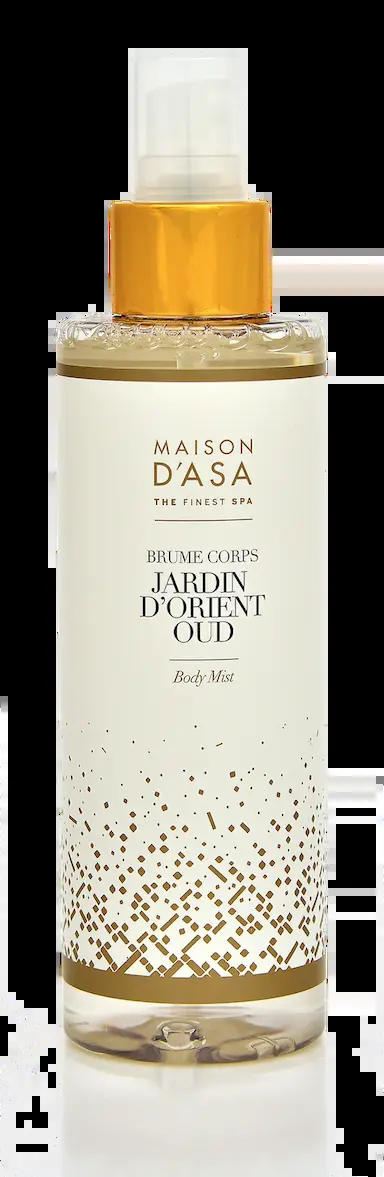 MAISON
D'ASA
THE FINEST SPA
BRUME CORPS
JARDIN
D'ORIENT
OUD
Body Mist